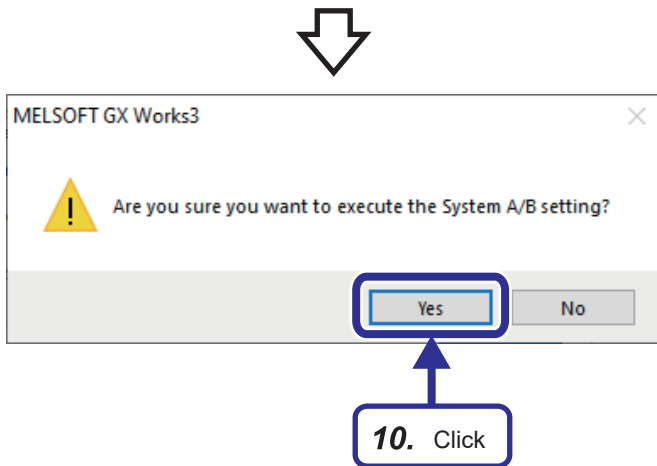 MELSOFT GX Works3
Are you sure you want to execute the System A/B setting?
Yes No
10. Click